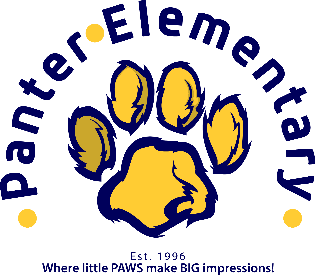 Panter Elementary
Est. 1996
Where little PAWS make BIG impressions!